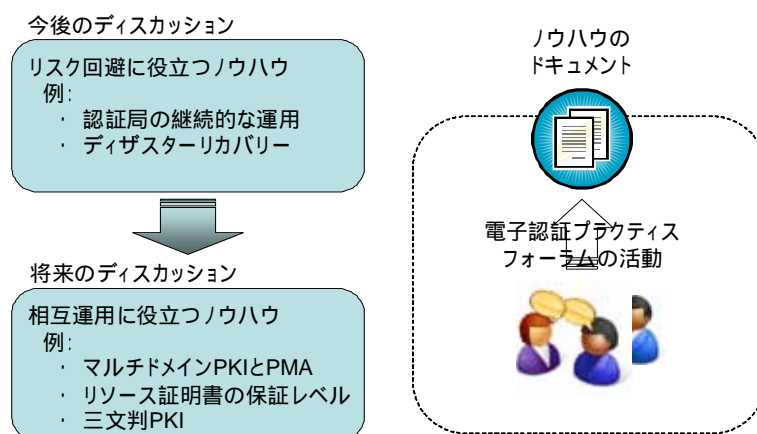 今後のディスカッション
リスク回避に役立つノウハウ
例:
・ 認証局の継続的な運用
・ ディザスターリカバリー
将来のディスカッション
相互運用に役立つノウハウ
例:
・ マルチドメインPKIとPMA
・ リソース証明書の保証レベル
・ 三文判PKI
ノウハウの
ドキュメント
電子認証プラクティス
フォーラムの活動